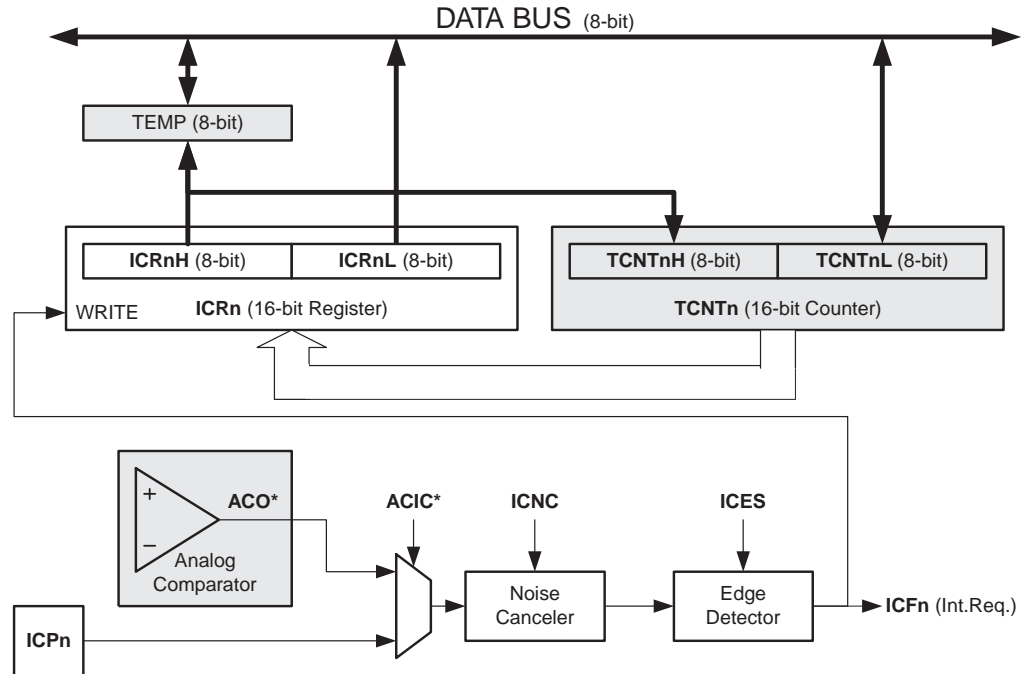 DATA BUS (8-bit)
TEMP (8-bit)
ICRnH (8-bit) ICRnL (8-bit) TCNTnH (8-bit) TCNTnL (8-bit)
WRITE ICRn (16-bit Register) TCNTn (16-bit Counter)
+
ACO* ACIC* ICNC ICES
−
Analog
Comparator
Noise
Canceler
Edge
Detector
ICFn (Int.Req.)
ICPn